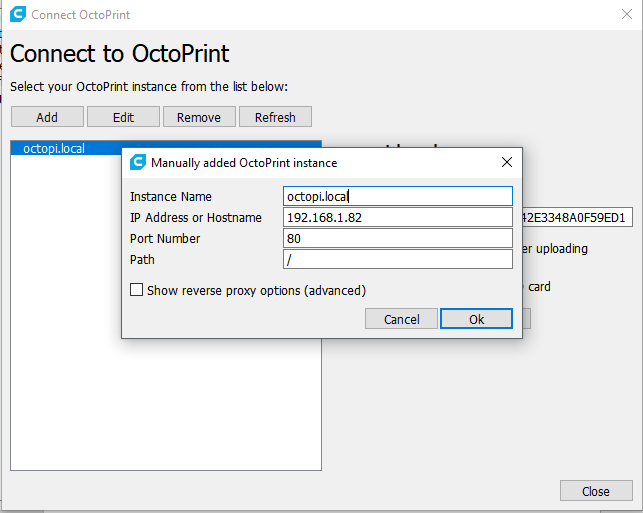 Connect OctoPrint
Connect to OctoPrint
Select your OctoPrint instance from the list below:
Add Edit Remove Refresh
octopi.local
Manually added OctoPrint instance
Instance Name octopi.local
IP Address or Hostname 192.168.1.82
Port Number 80
Path /
Show reverse proxy options (advanced)
Cancel Ok
42E3348A0F59ED1
uploading
card
Close